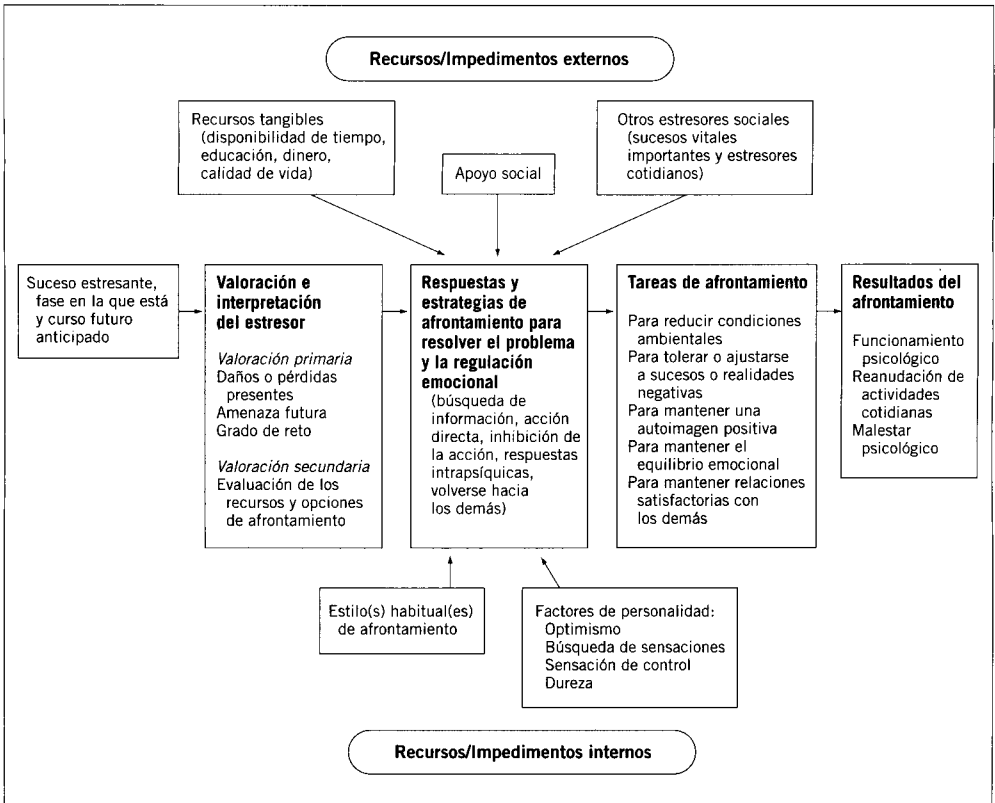 Recursos/Impedimentos externos
Recursos tangibles
(disponibilidad de tiempo,
educación, dinero,
calidad de vida)
Apoyo social
Otros estresores sociales
(sucesos vitales
importantes y estresores
cotidianos)
Suceso estresante,
fase en la que está
y curso futuro
anticipado
Valoración e
interpretación
del estresor
Valoración primaria
Daños o pérdidas
presentes
Amenaza futura
Grado de reto
Valoración secundaria
Evaluación de los
recursos y opciones
de afrontamiento
Respuestas y
estrategias de
afrontamiento para
resolver el problema
y la regulación
emocional
(búsqueda de
información, acción
directa, inhibición de
la acción, respuestas
intrapsíquicas,
volverse hacia
los demás)
Tareas de afrontamiento
Para reducir condiciones
ambientales
Para tolerar o ajustarse
a sucesos o realidades
negativas
Para mantener una
autoimagen positiva
Para mantener el
equilibrio emocional
Para mantener relaciones
satisfactorias con
los demás
Resultados del
afrontamiento
Funcionamiento
psicológico
Reanudación de
actividades
cotidianas
Malestar
psicológico
Estilo(s) habitual(es)
de afrontamiento
Factores de personalidad:
Optimismo
Búsqueda de sensaciones
Sensación de control
Dureza
Recursos/Impedimentos internos